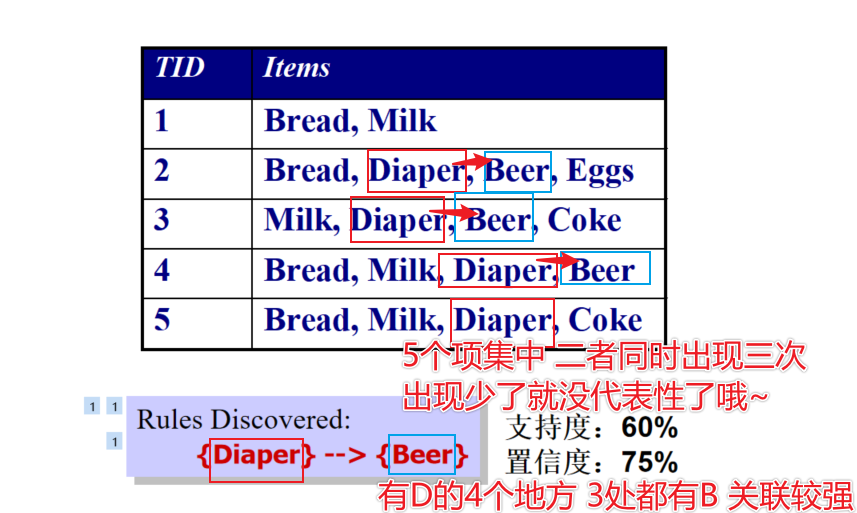 TID Items
1 Bread, Milk
2 Bread, Diaper, Beer, Eggs
3 Milk, Diaper, Beer, Coke
4 Bread, Milk, Diaper, Beer
5 Bread, Milk, Diaper, Coke
5个项集中 二者同时出现三次
出现少了就没代表性了哦~
1 1
1
Rules Discovered:
{Diaper} --> {Beer}
支持度：60%
置信度：75%
有D的4个地方 3处都有B 关联较强